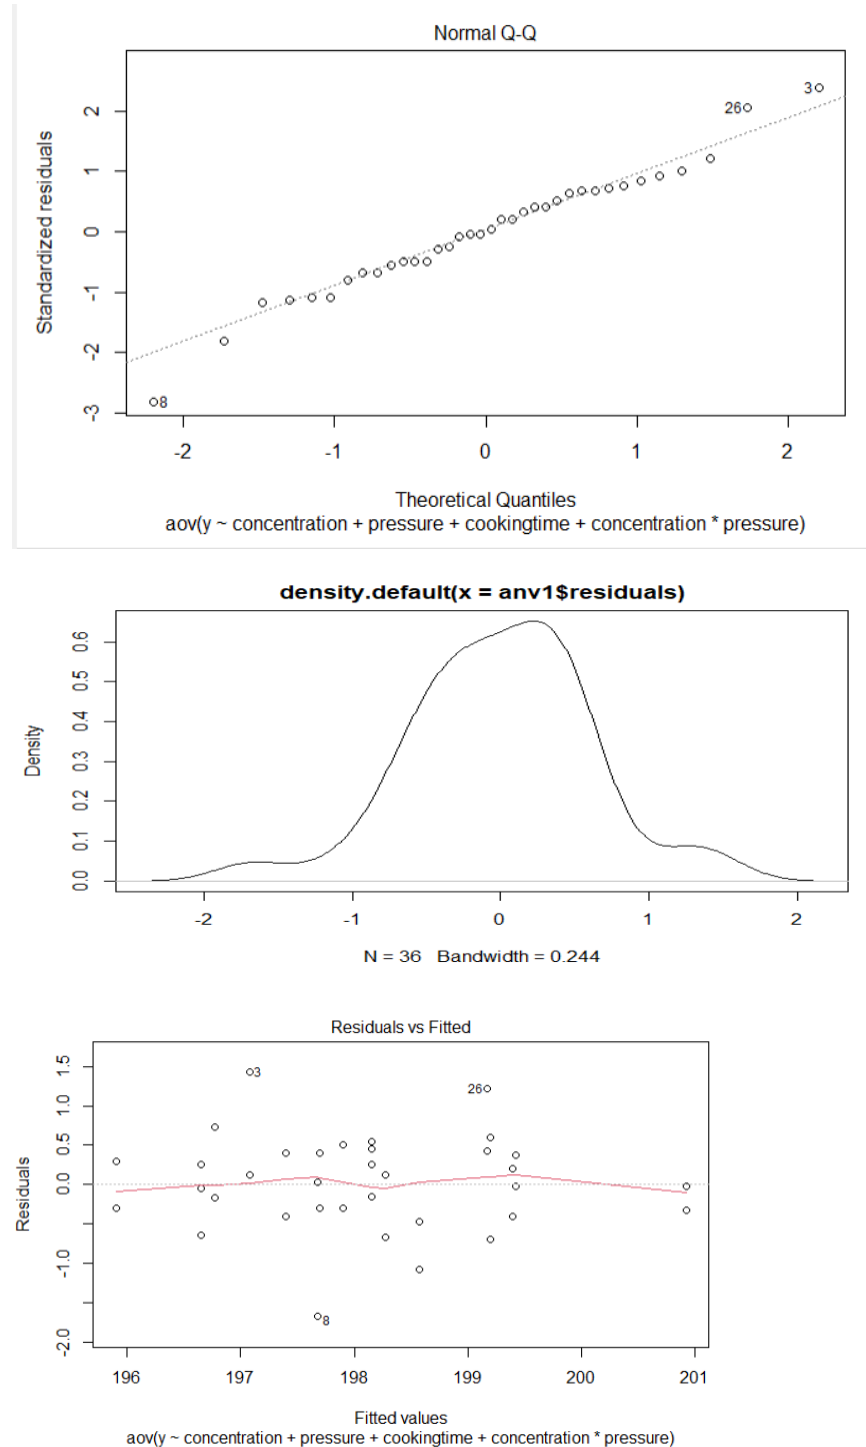 Normal Q-Q
Standardized residuals
2
1
0
-1
-2
-3
3
26
8
-2 -1 0 1 2
Theoretical Quantiles
aov(y ~ concentration + pressure + cookingtime + concentration * pressure)
density.default(x = anv1$residuals)
Density
0.6
0.5
0.4
0.3
0.2
0.1
0.0
-2 -1 0 1 2
N = 36 Bandwidth = 0.244
Residuals vs Fitted
Residuals
1.5
1.0
0.5
0.0
-1.0
-2.0
3
26
8
196 197 198 199 200 201
Fitted values
aov(y ~ concentration + pressure + cookingtime + concentration * pressure)